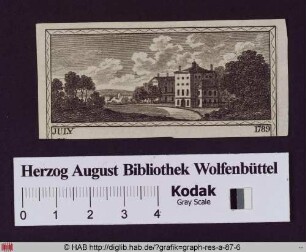 JULY 1789
Herzog August Bibliothek Wolfenbüttel
Kodak
Gray Scale
0 1 2 3 4
© HAB http://diglib.hab.de/?grafik=graph-res-a-87-6